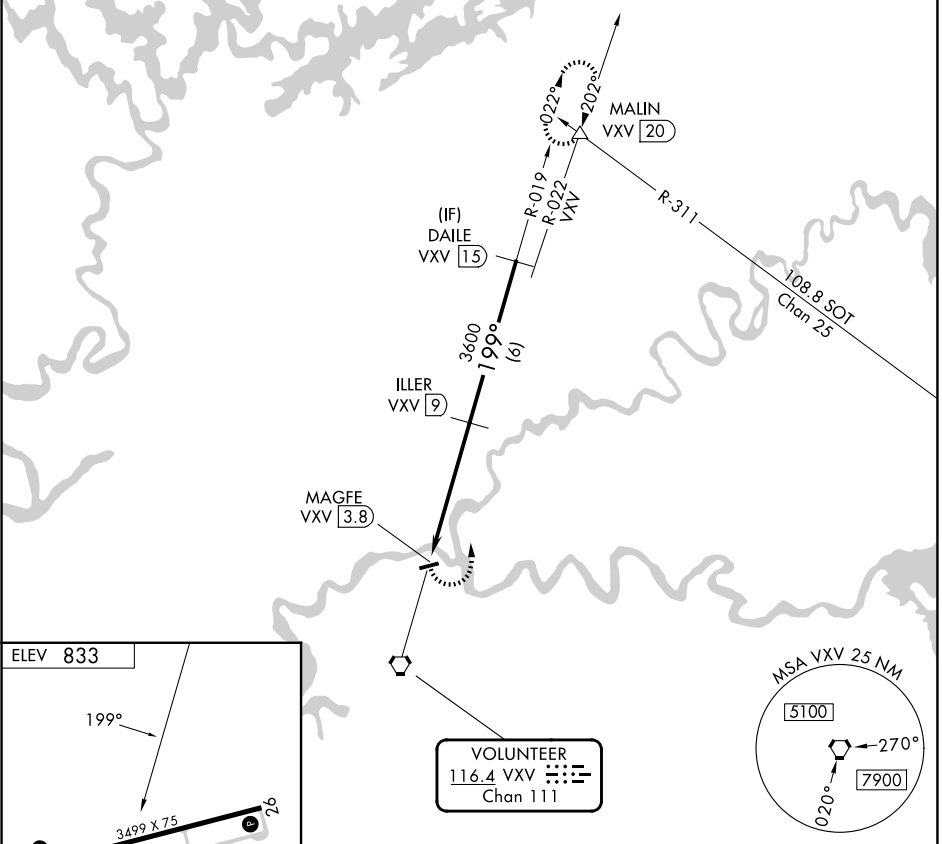 022°
202°
MALIN
VXV 20
R-019
R-022
VXV
R-311
(IF)
DAILE
VXV 15
108.8 SOT
Chan 25
3600
199°
(6)
ILLER
VXV 9
MAGFE
VXV 3.8
ELEV 833
199°
3499 X 75
26
P
VOLUNTEER
116.4 VXV
Chan 111
MSA VXV 25 NM
5100
270°
7900
020°